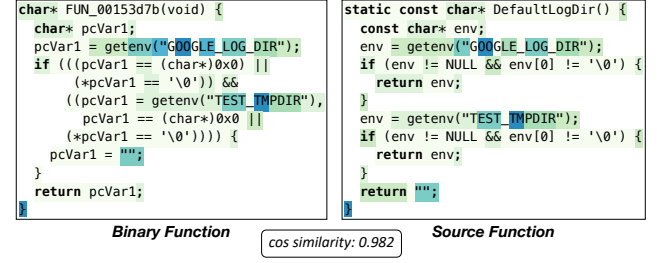 char* FUN_00153d7b(void) {
  char* pcVar1;
  pcVar1 = getenv("GOOGLE_LOG_DIR");
  if (((pcVar1 == (char*)0x0) ||
       (*pcVar1 == '\0')) &&
      ((pcVar1 = getenv("TEST_TMPDIR"),
        pcVar1 == (char*)0x0 ||
      (*pcVar1 == '\0')))) {
    pcVar1 = "";
  }
  return pcVar1;
}
Binary Function
static const char* DefaultLogDir() {
  const char* env;
  env = getenv("GOOGLE_LOG_DIR");
  if (env != NULL && env[0] != '\0') {
    return env;
  }
  env = getenv("TEST_TMPDIR");
  if (env != NULL && env[0] != '\0') {
    return env;
  }
  return "";
}
Source Function
cos similarity: 0.982